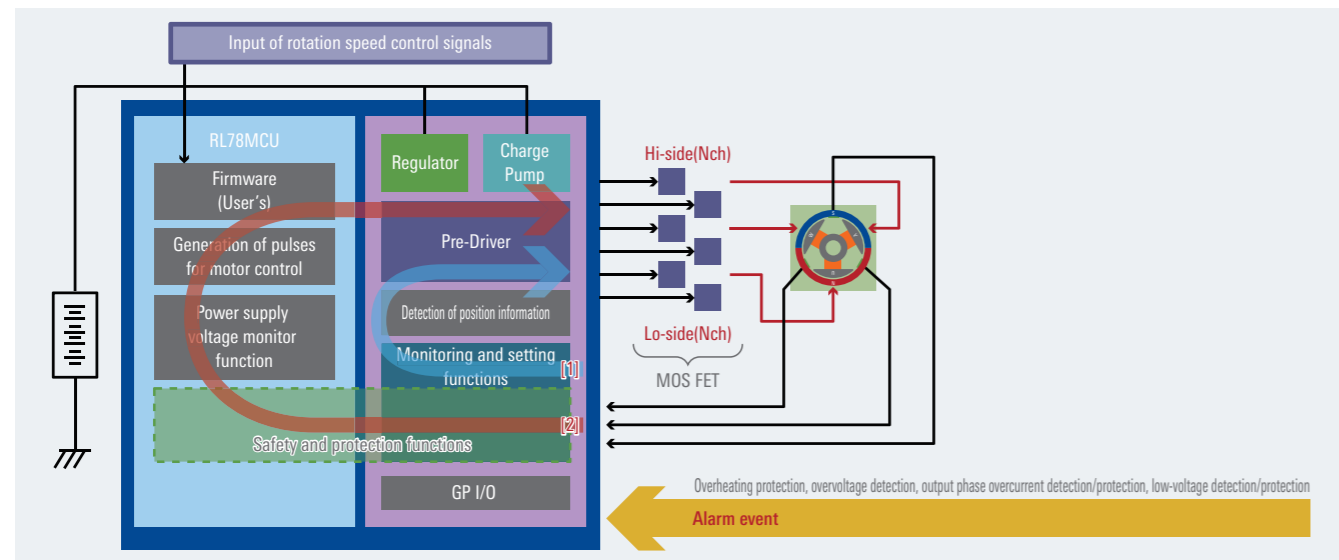 Input of rotation speed control signals
RL78MCU
Firmware
(User's)
Generation of pulses
for motor control
Power supply
voltage monitor
function
Regulator
Charge
Pump
Pre-Driver
Detection of position information
Monitoring and setting
functions
[1]
[2]
Safety and protection functions
GP I/O
Hi-side(Nch)
Lo-side(Nch)
MOS FET
Overheating protection, overvoltage detection, output phase overcurrent detection/protection, low-voltage detection/protection
Alarm event